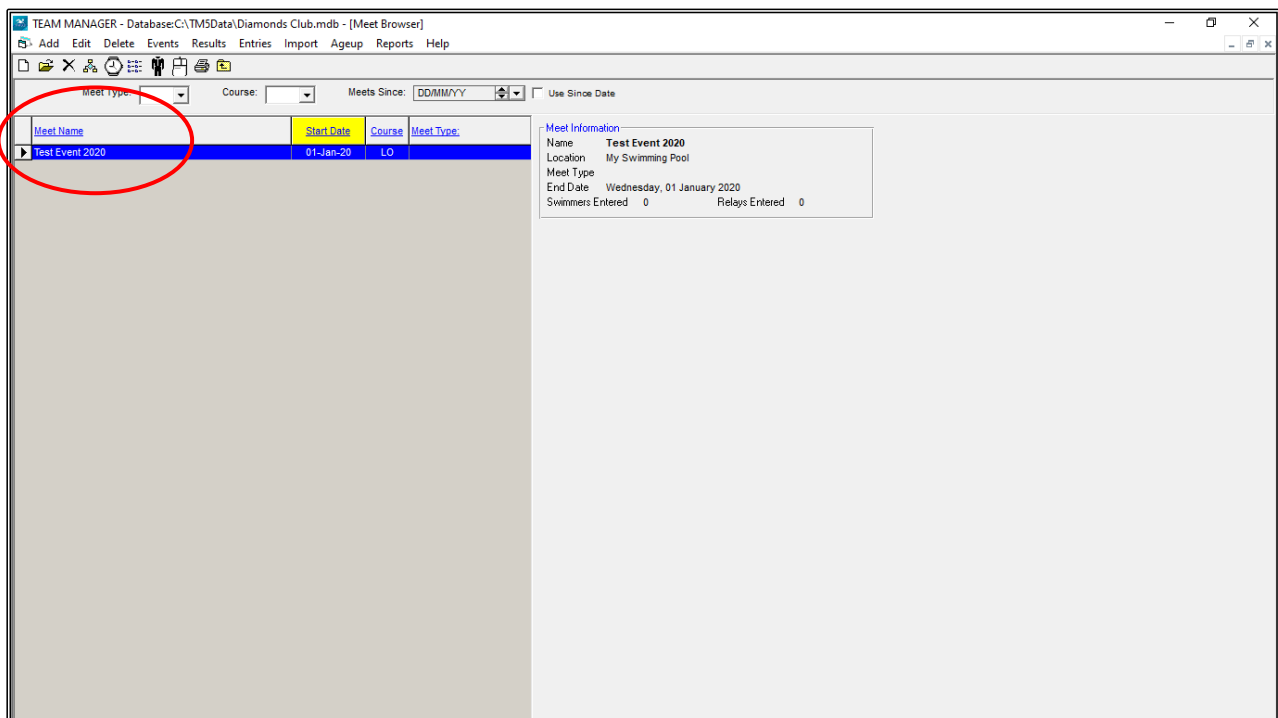 TEAM MANAGER - Database:C:\TM5Data\Diamonds Club.mdb - [Meet Browser]
Add Edit Delete Events Results Entries Import Ageup Reports Help
Meet Type: Course: Meets Since: DD/MM/YY Use Since Date
Meet Name Start Date Course Meet Type:
Test Event 2020 01-Jan-20 LO
Meet Information
Name Test Event 2020
Location My Swimming Pool
Meet Type
End Date Wednesday, 01 January 2020
Swimmers Entered 0 Relays Entered 0